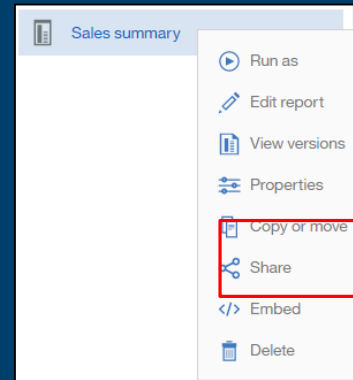 Sales summary
Run as
Edit report
View versions
Properties
Copy or move
Share
Embed
Delete